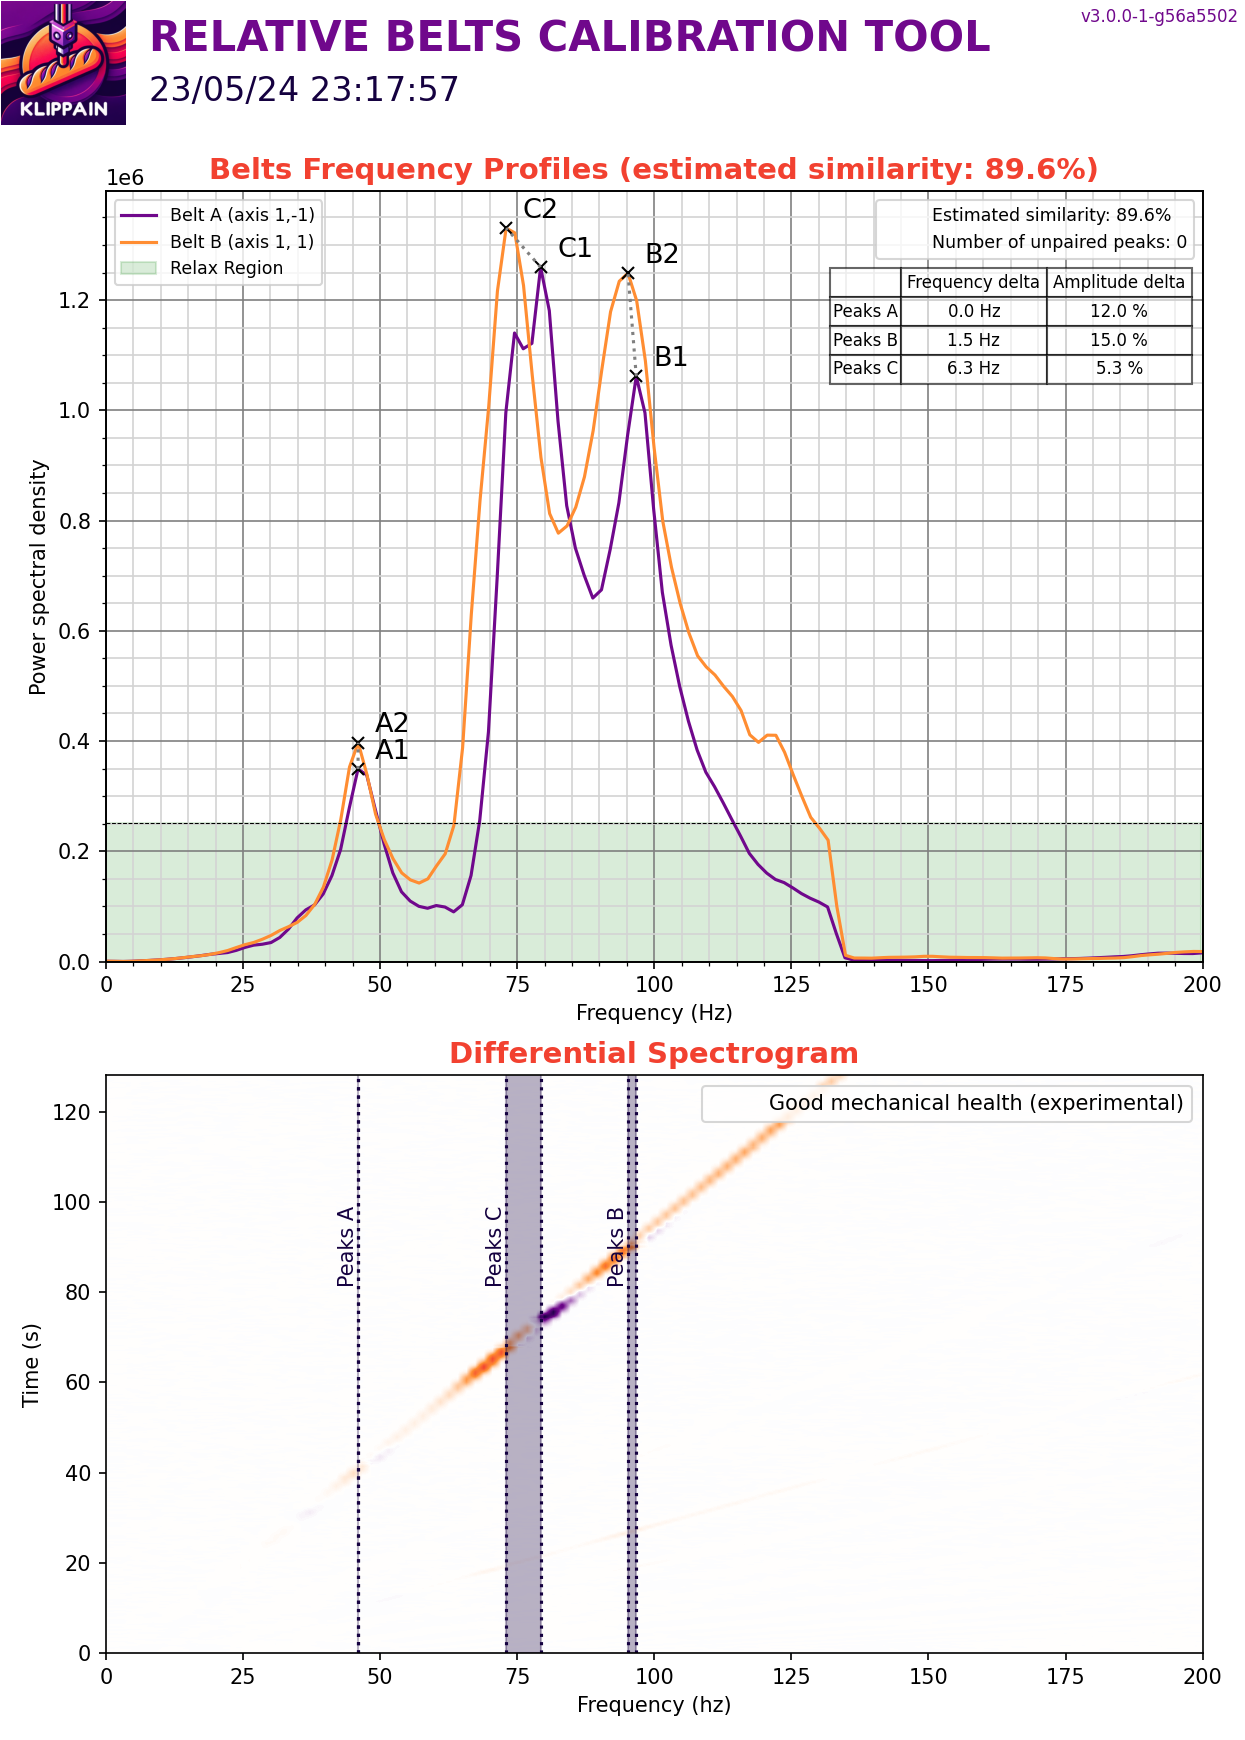 KLIPPAIN
RELATIVE BELTS CALIBRATION TOOL
23/05/24 23:17:57
v3.0.0-1-g56a5502
Belts Frequency Profiles (estimated similarity: 89.6%)
1e6
Belt A (axis 1,-1)
Belt B (axis 1, 1)
Relax Region
Estimated similarity: 89.6%
Number of unpaired peaks: 0
Frequency delta Amplitude delta
Peaks A 0.0 Hz 12.0 %
Peaks B 1.5 Hz 15.0 %
Peaks C 6.3 Hz 5.3 %
C2
C1
B2
B1
A2
A1
Power spectral density
1.2
1.0
0.8
0.6
0.4
0.2
0.0
0 25 50 75 100 125 150 175 200
Frequency (Hz)
Differential Spectrogram
Good mechanical health (experimental)
Peaks A
Peaks C
Peaks B
Time (s)
120
100
80
60
40
20
0
0 25 50 75 100 125 150 175 200
Frequency (hz)